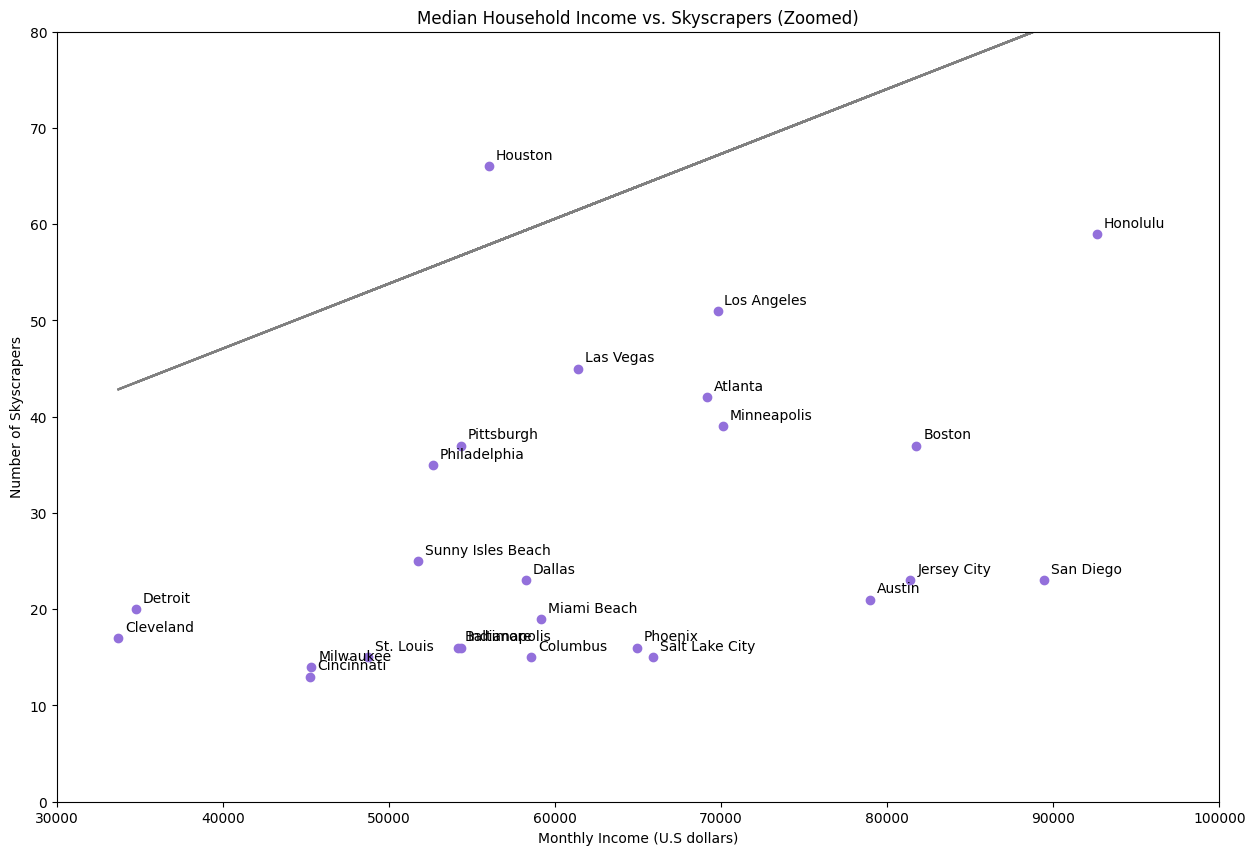 Median Household Income vs. Skyscrapers (Zoomed)
80
70
60
50
40
30
20
10
0
Number of Skyscrapers
Houston
Honolulu
Los Angeles
Las Vegas
Atlanta
Minneapolis
Pittsburgh
Boston
Philadelphia
Sunny Isles Beach
Dallas
Jersey City
San Diego
Detroit
Austin
Miami Beach
Cleveland
Baltimore
Indianapolis
Phoenix
St. Louis
Columbus
Salt Lake City
Milwaukee
Cincinnati
30000
40000
50000
60000
70000
80000
90000
100000
Monthly Income (U.S dollars)